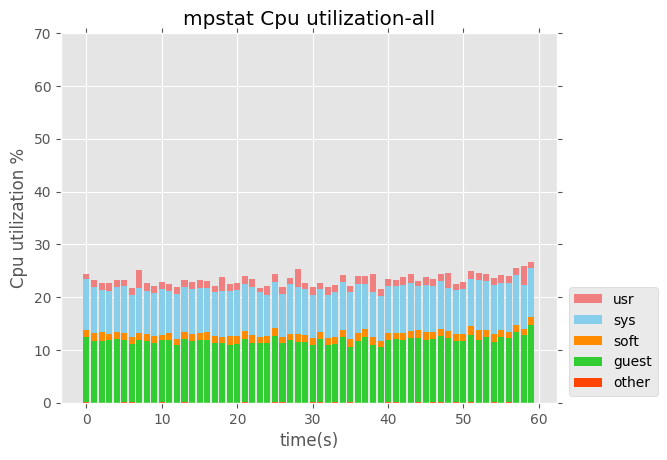 mpstat Cpu utilization-all
Cpu utilization %
70
60
50
40
30
20
10
0
0 10 20 30 40 50 60
time(s)
usr
sys
soft
guest
other